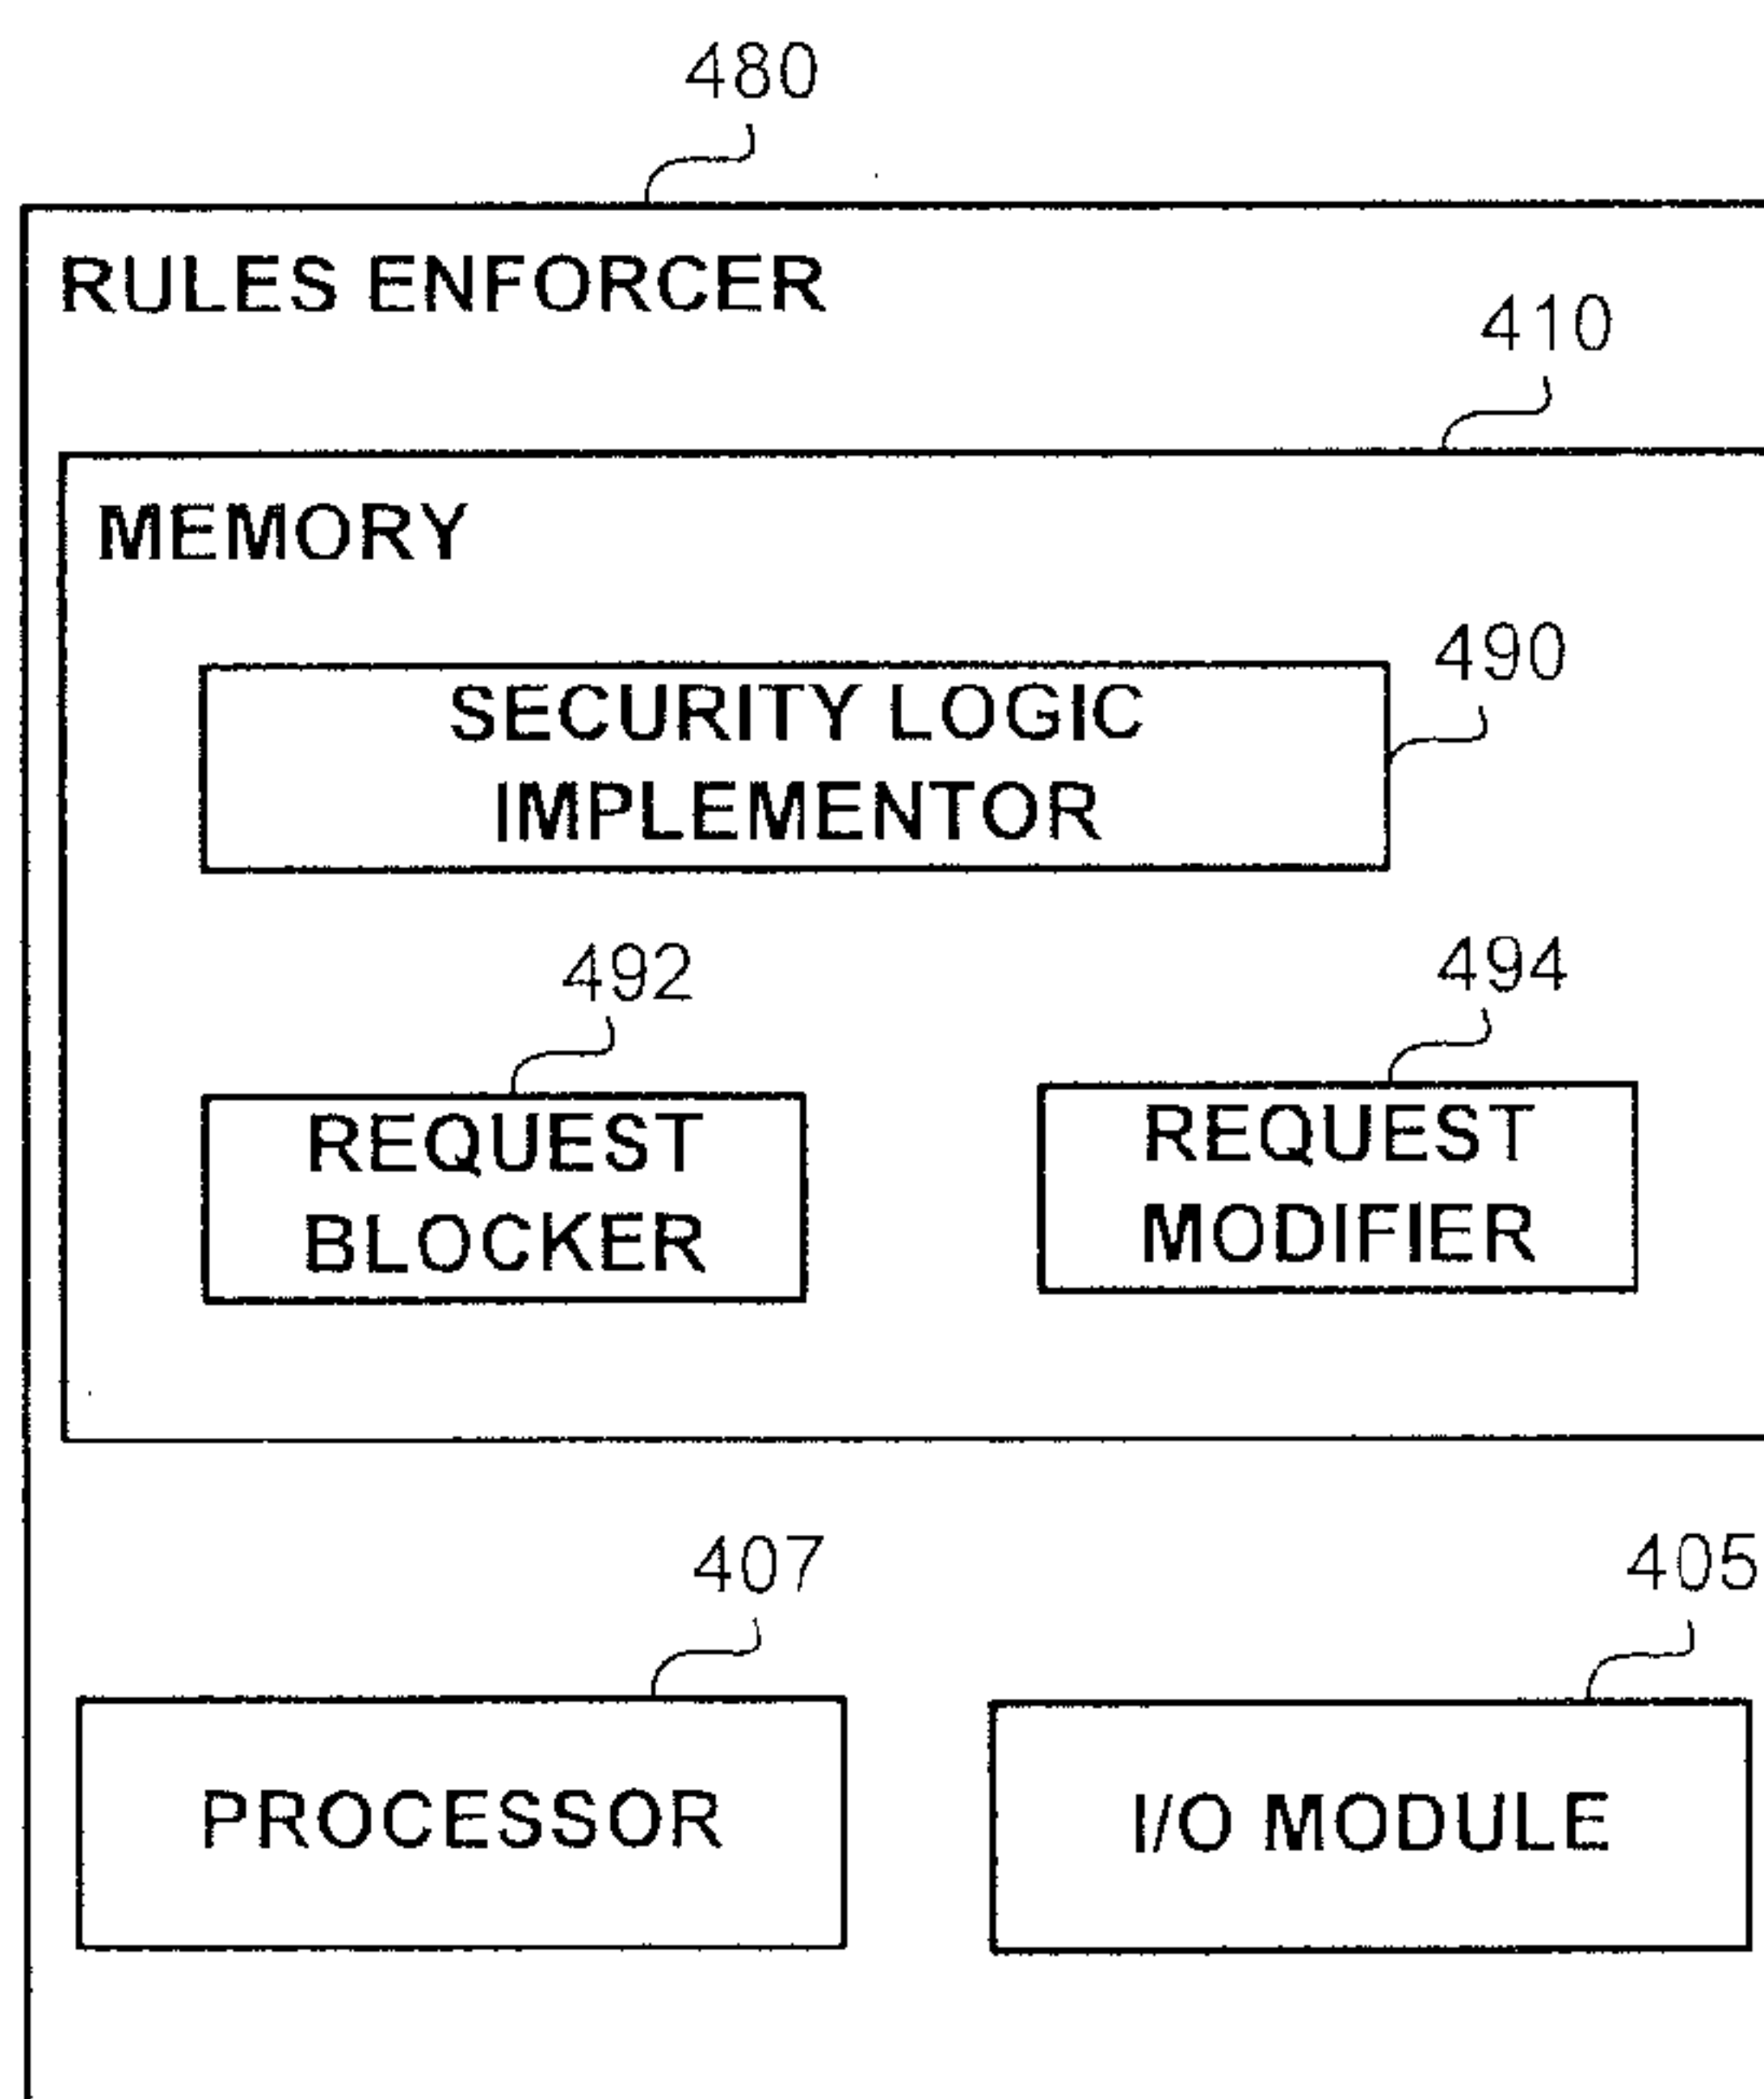 480
RULES ENFORCER
410
MEMORY
490
SECURITY LOGIC
IMPLEMENTOR
492
494
REQUEST
BLOCKER
REQUEST
MODIFIER
407
405
PROCESSOR
I/O MODULE